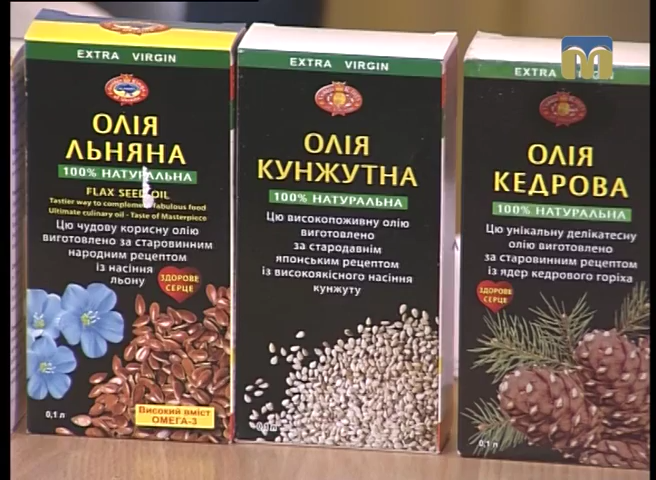 EXTRA VIRGIN
ОЛІЯ
ЛЬНЯНА
100% НАТУРАЛЬНА
FLAX SEED OIL
Tastier way to complement fabulous food
Ultimate culinary oil - Taste of Masterpiece
Цю чудову корисну олію
виготовлено за старовинним
народним рецептом
із насіння
льону
ЗДОРОВЕ
СЕРЦЕ
Високий вміст
ОМЕГА-3
0,1 л
EXTRA VIRGIN
ОЛІЯ
КУНЖУТНА
100% НАТУРАЛЬНА
Цю високопоживну олію
виготовлено
за стародавнім
японським рецептом
із високоякісного насіння
кунжуту
0,1 л
EXTRA
ОЛІЯ
КЕДРОВА
100% НАТУРАЛЬНА
Цю унікальну делікатесну
олію виготовлено
за старовинним рецептом
із ядер кедрового горіха
ЗДОРОВЕ
СЕРЦЕ
0,1 л